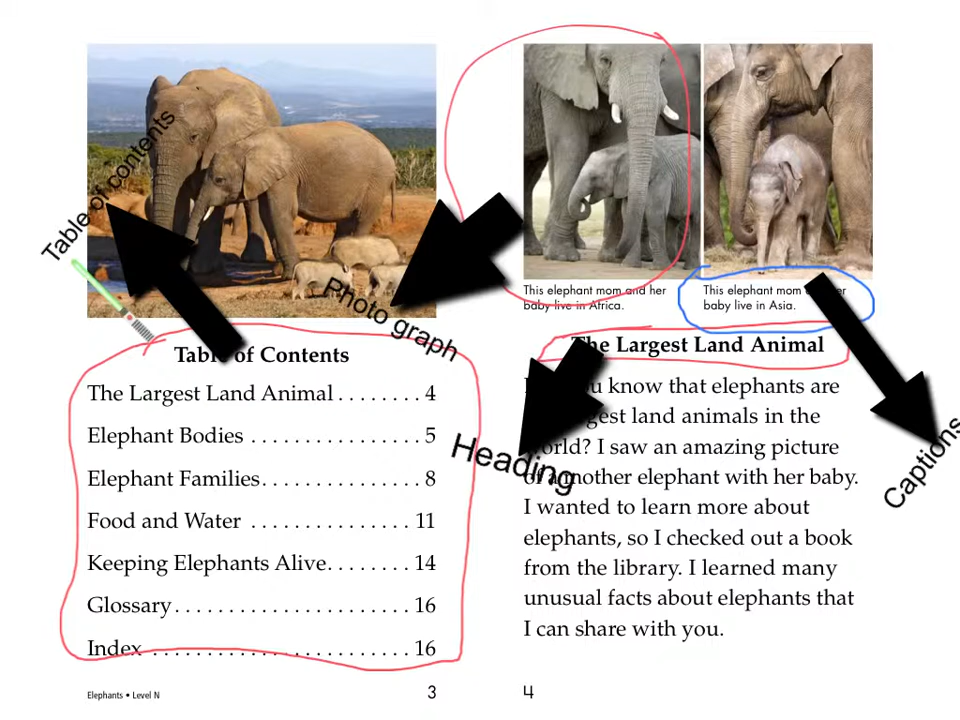 Table of contents
Photo graph
Table of Contents
The Largest Land Animal . . . . . . . . 4
Elephant Bodies . . . . . . . . . . . . . . . . 5
Elephant Families. . . . . . . . . . . . . . . 8
Food and Water . . . . . . . . . . . . . . . 11
Keeping Elephants Alive. . . . . . . . 14
Glossary . . . . . . . . . . . . . . . . . . . . . . 16
Index . . . . . . . . . . . . . . . . . . . . . . . . 16
Elephants • Level N
3
This elephant mom and her
baby live in Africa.
This elephant mom her
baby live in Asia.
The Largest Land Animal
know that elephants are
land animals in the
world? I saw an amazing picture
of a mother elephant with her baby.
I wanted to learn more about
elephants, so I checked out a book
from the library. I learned many
unusual facts about elephants that
I can share with you.
4
Heading
Captions